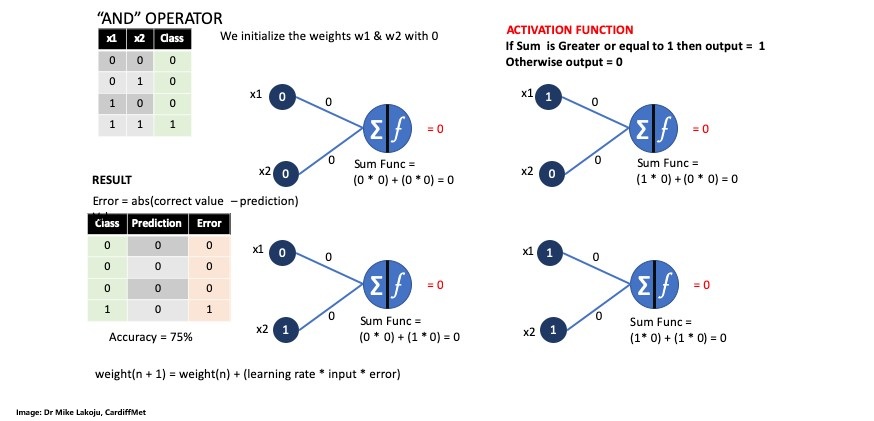 “AND” OPERATOR
x1 x2 Class
0 0 0
0 1 0
1 0 0
1 1 1
We initialize the weights w1 & w2 with 0
ACTIVATION FUNCTION
If Sum is Greater or equal to 1 then output = 1
Otherwise output = 0
x1 0 0
Σ f = 0
x2 0 0
Sum Func =
(0 * 0) + (0 * 0) = 0
x1 1 0
Σ f = 0
x2 0 0
Sum Func =
(1 * 0) + (0 * 0) = 0
RESULT
Error = abs(correct value – prediction)
Class Prediction Error
0 0 0
0 0 0
0 0 0
1 0 1
Accuracy = 75%
x1 0 0
Σ f = 0
x2 1 0
Sum Func =
(0 * 0) + (1 * 0) = 0
x1 1 0
Σ f = 0
x2 1 0
Sum Func =
(1* 0) + (1 * 0) = 0
weight(n + 1) = weight(n) + (learning rate * input * error)
Image: Dr Mike Lakoju, CardiffMet